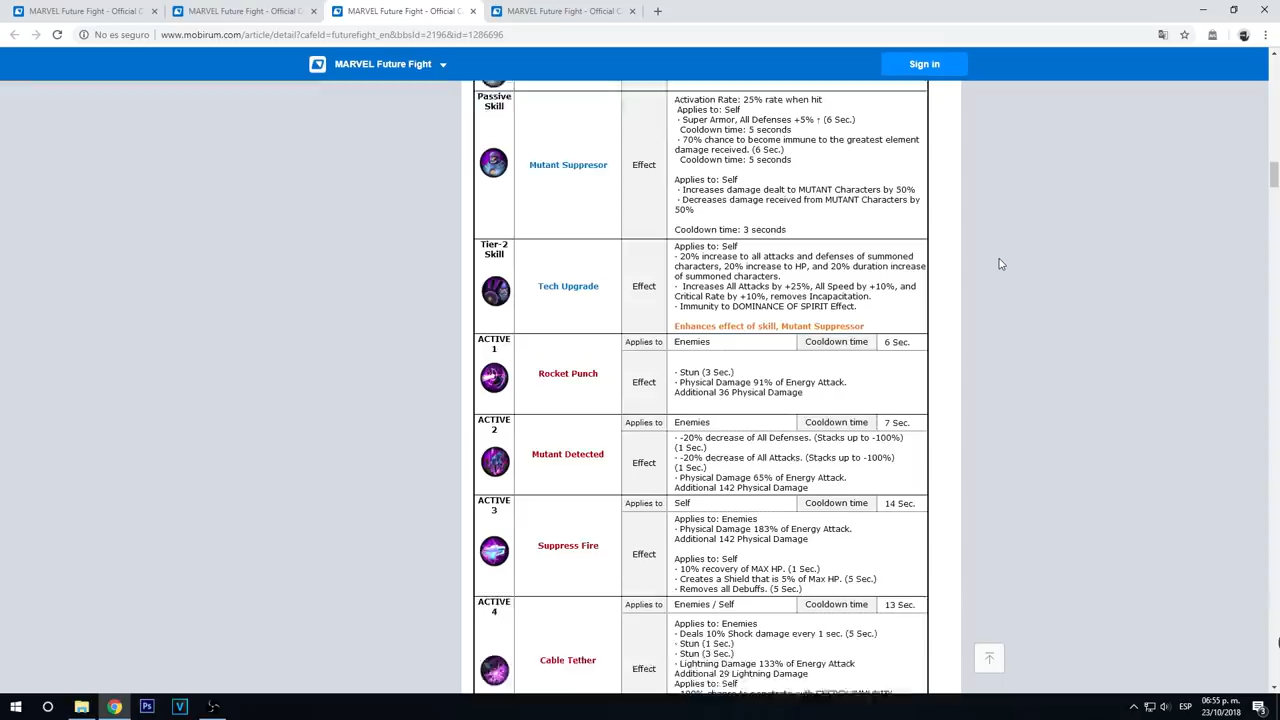 MARVEL Future Fight - Official C
MARVEL Future Fight - Official C
MARVEL Future Fight - Official C
MARVEL Future Fight - Official C
No es seguro
www.mobirum.com/article/detail?cafeId=futurefight_en&bbsId=2196&id=1286696
MARVEL Future Fight
Sign in
Passive
Skill
Mutant Suppresor
Effect
Activation Rate: 25% rate when hit
Applies to: Self
· Super Armor, All Defenses +5% ↑ (6 Sec.)
Cooldown time: 5 seconds
· 70% chance to become immune to the greatest element
damage received. (6 Sec.)
Cooldown time: 5 seconds
Applies to: Self
· Increases damage dealt to MUTANT Characters by 50%
· Decreases damage received from MUTANT Characters by
50%
Cooldown time: 3 seconds
Tier-2
Skill
Tech Upgrade
Effect
Applies to: Self
· 20% increase to all attacks and defenses of summoned
characters, 20% increase to HP, and 20% duration increase
of summoned characters.
· Increases All Attacks by +25%, All Speed by +10%, and
Critical Rate by +10%, removes Incapacitation.
· Immunity to DOMINANCE OF SPIRIT Effect.
Enhances effect of skill, Mutant Suppressor
ACTIVE
1
Rocket Punch
Applies to
Enemies
Cooldown time
6 Sec.
Effect
· Stun (3 Sec.)
· Physical Damage 91% of Energy Attack.
Additional 36 Physical Damage
ACTIVE
2
Mutant Detected
Applies to
Enemies
Cooldown time
7 Sec.
Effect
· -20% decrease of All Defenses. (Stacks up to -100%)
(1 Sec.)
· -20% decrease of All Attacks. (Stacks up to -100%)
(1 Sec.)
· Physical Damage 65% of Energy Attack.
Additional 142 Physical Damage
ACTIVE
3
Suppress Fire
Applies to
Self
Cooldown time
14 Sec.
Effect
Applies to: Enemies
· Physical Damage 183% of Energy Attack.
Additional 142 Physical Damage
Applies to: Self
· 10% recovery of MAX HP. (1 Sec.)
· Creates a Shield that is 5% of Max HP. (5 Sec.)
· Removes all Debuffs. (5 Sec.)
ACTIVE
4
Cable Tether
Applies to
Enemies / Self
Cooldown time
13 Sec.
Effect
Applies to: Enemies
· Deals 10% Shock damage every 1 sec. (5 Sec.)
· Stun (1 Sec.)
· Stun (3 Sec.)
· Lightning Damage 133% of Energy Attack
Additional 29 Lightning Damage
Applies to: Self
ESP
06:55 p. m.
23/10/2018